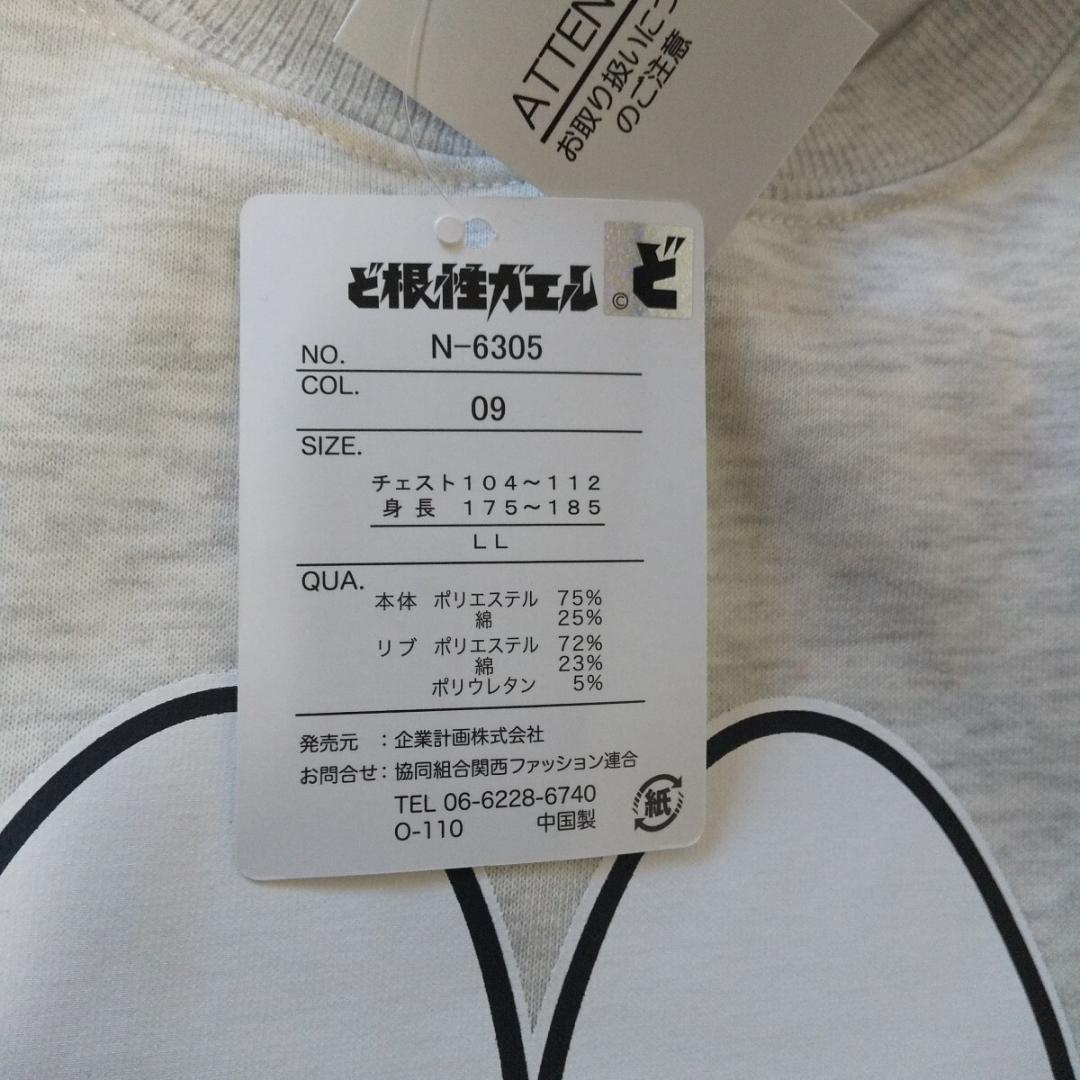 ATTEN
お取り扱いにつ
のご注意
ど根性ガエル
© ど
NO. N-6305
COL.
09
SIZE.
チェスト104～112
身長 175～185
LL
QUA.
本体 ポリエステル 75%
綿 25%
リブ ポリエステル 72%
綿 23%
ポリウレタン 5%
発売元 ：企業計画株式会社
お問合せ：協同組合関西ファッション連合
TEL 06-6228-6740
O-110 中国製
紙